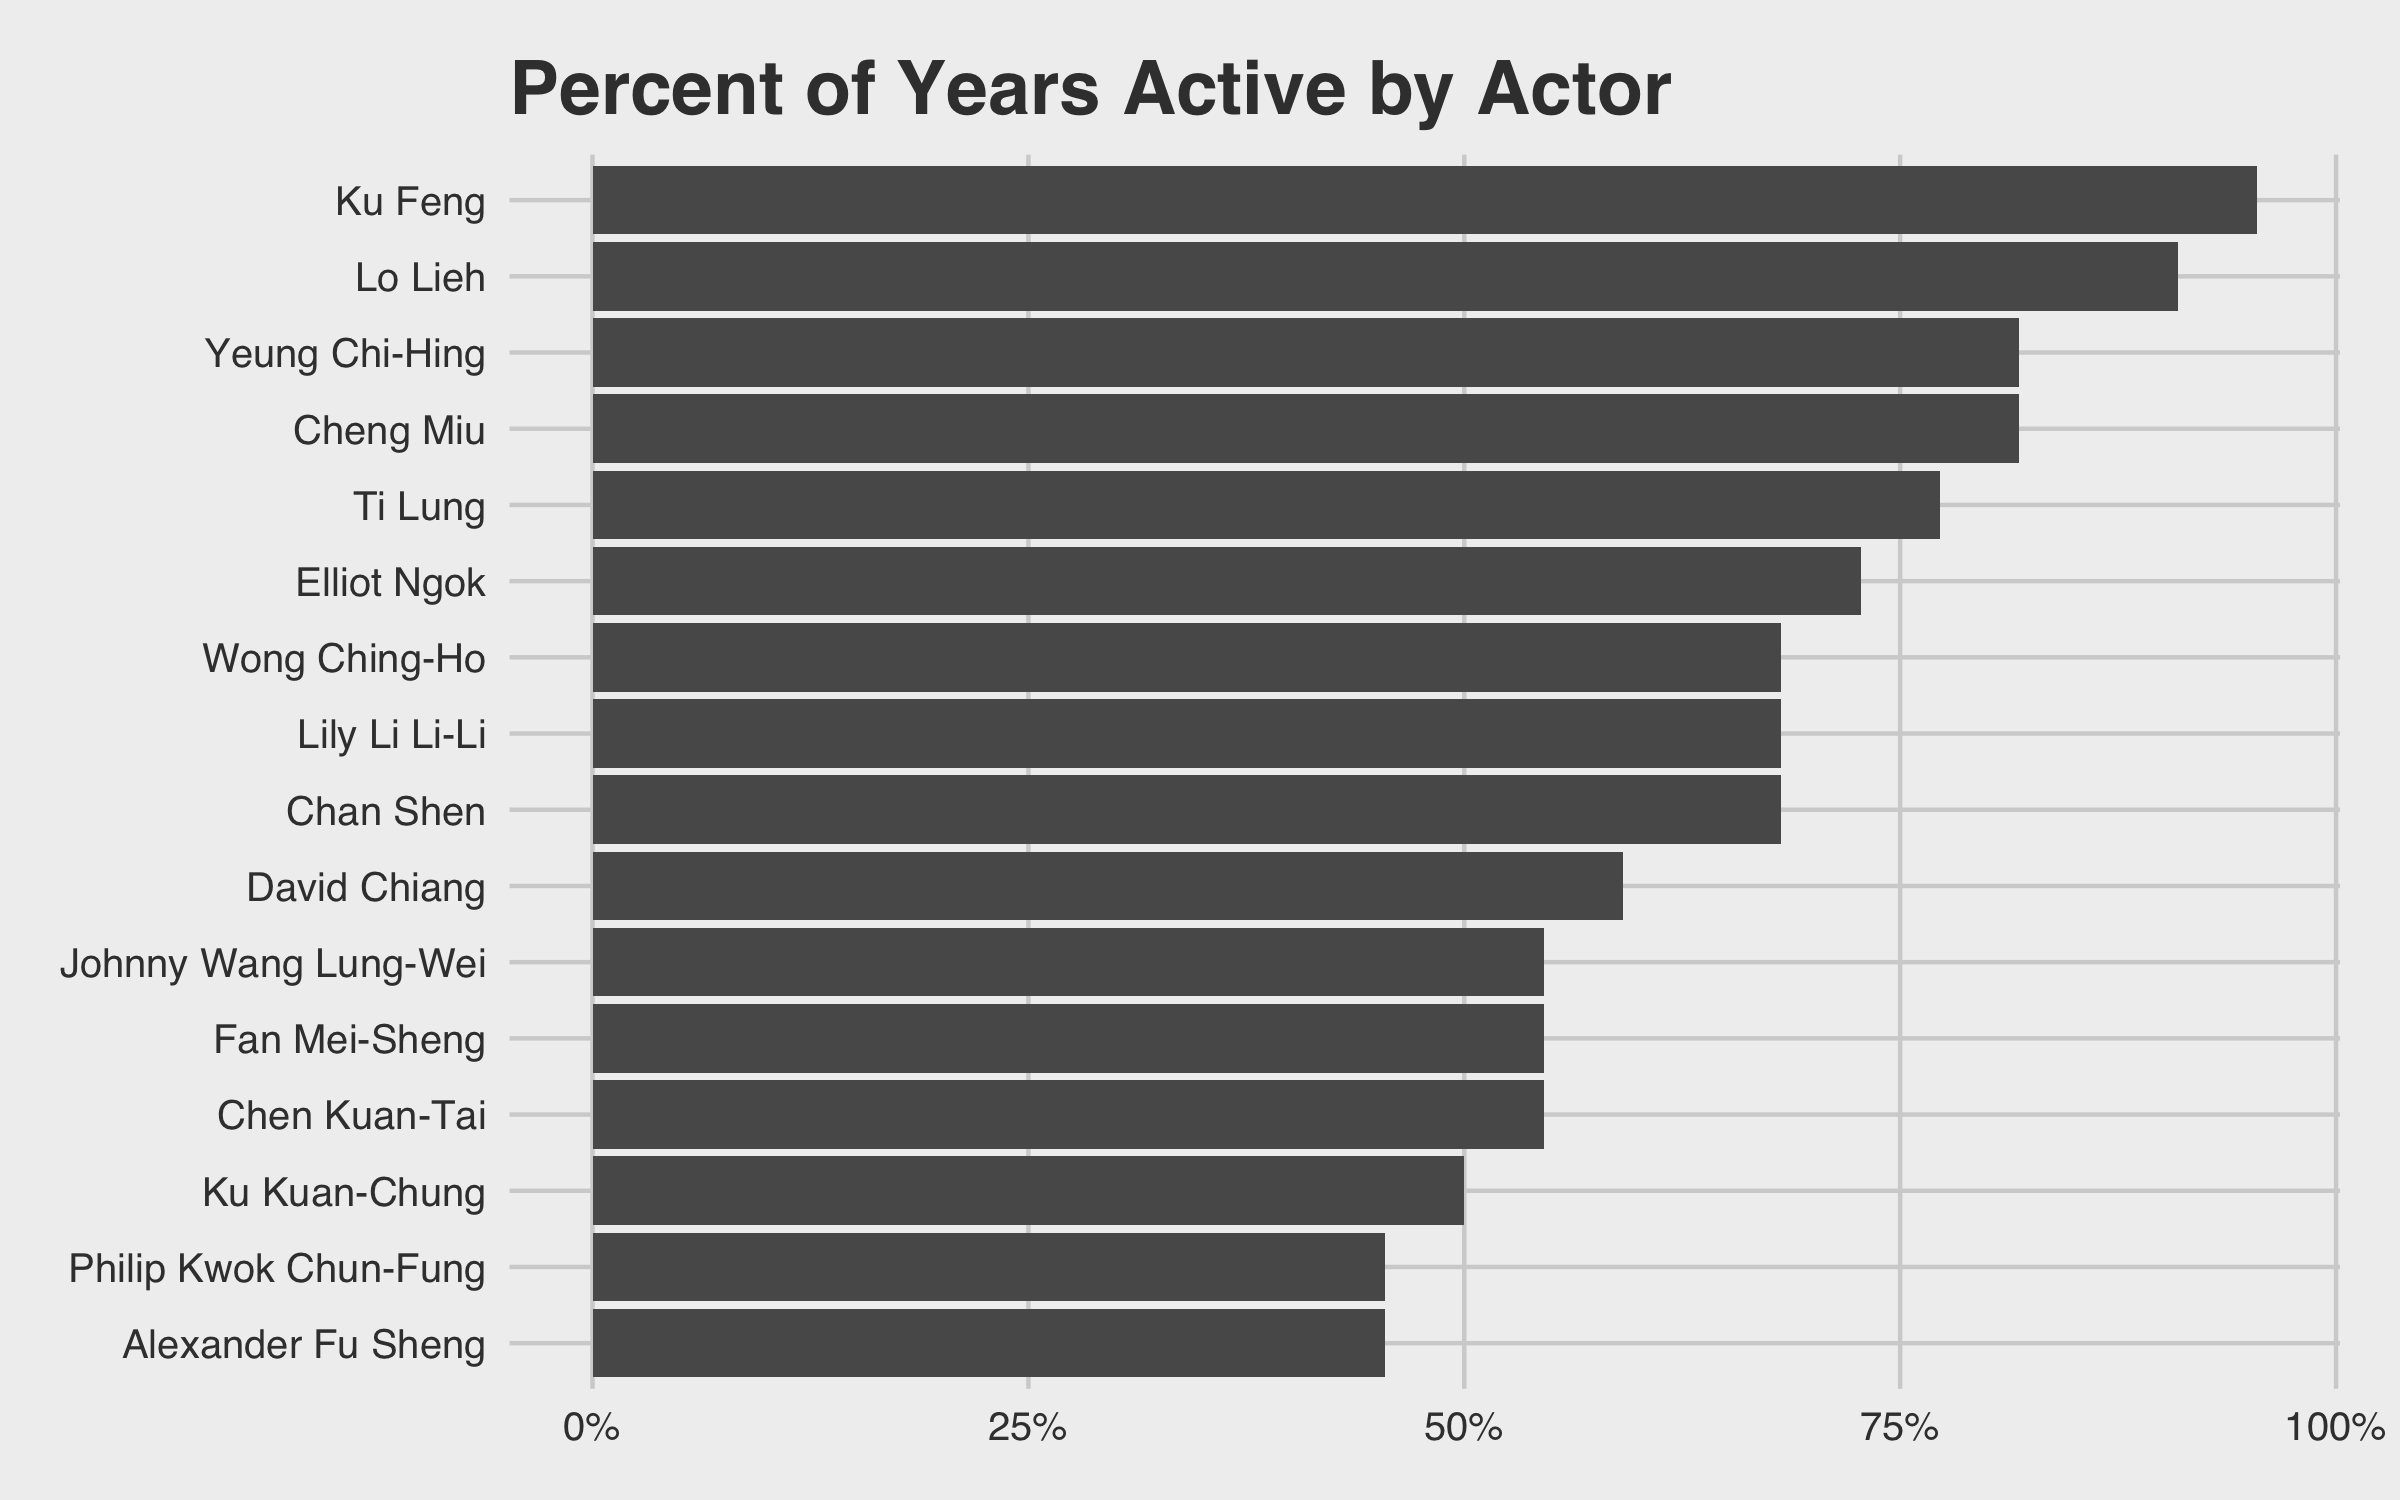 Percent of Years Active by Actor
Ku Feng
Lo Lieh
Yeung Chi-Hing
Cheng Miu
Ti Lung
Elliot Ngok
Wong Ching-Ho
Lily Li Li-Li
Chan Shen
David Chiang
Johnny Wang Lung-Wei
Fan Mei-Sheng
Chen Kuan-Tai
Ku Kuan-Chung
Philip Kwok Chun-Fung
Alexander Fu Sheng
0% 25% 50% 75% 100%